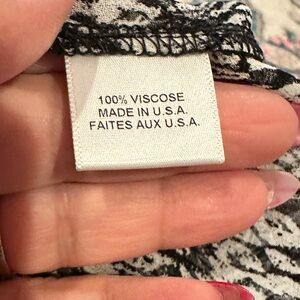 100% VISCOSE
MADE IN U.S.A.
FAITES AUX U.S.A.